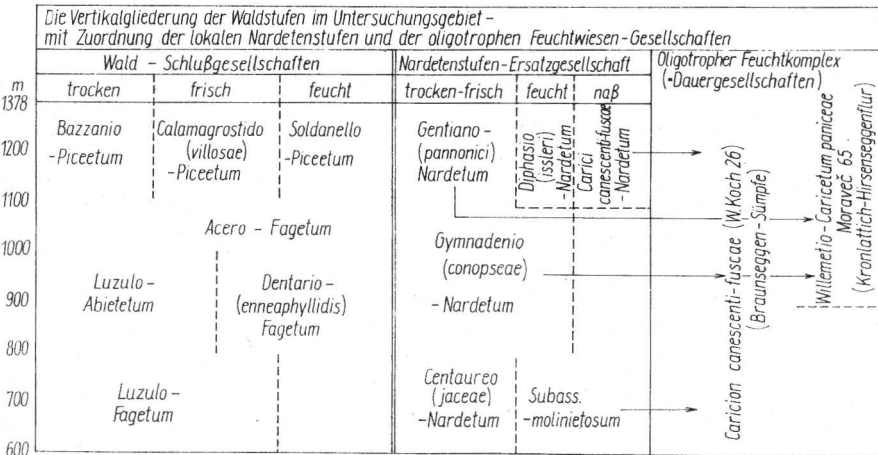 Die Vertikalgliederung der Waldstufen im Untersuchungsgebiet –
mit Zuordnung der lokalen Nardetenstufen und der oligotrophen Feuchtwiesen-Gesellschaften
Wald – Schlußgesellschaften
Nardetenstufen-Ersatzgesellschaft
Oligotropher Feuchtkomplex
(▪Dauergesellschaften)
trocken
frisch
feucht
trocken-frisch
feucht
naß
m
1378
1200
1100
1000
900
800
700
600
Bazzanio
-Piceetum
Calamagrostido
(villosae)
-Piceetum
Soldanello
-Piceetum
Acero – Fagetum
Luzulo–
Abietetum
Dentario–
(enneaphyllidis)
Fagetum
Luzulo–
Fagetum
Gentiano–
(pannonici)
Nardetum
Diphasio
(issleri)
-Nardetum
Carici
canescenti-fuscae
-Nardetum
Gymnadenio
(conopseae)
-Nardetum
Centaureo
(jaceae)
-Nardetum
Subass.
-molinietosum
Caricion canescenti-fuscae (W.Koch 26)
(Braunseggen-Sümpfe)
Willemetio-Caricetum paniceae
Moraveč 65
(Kronlattich-Hirsenseggenflur)